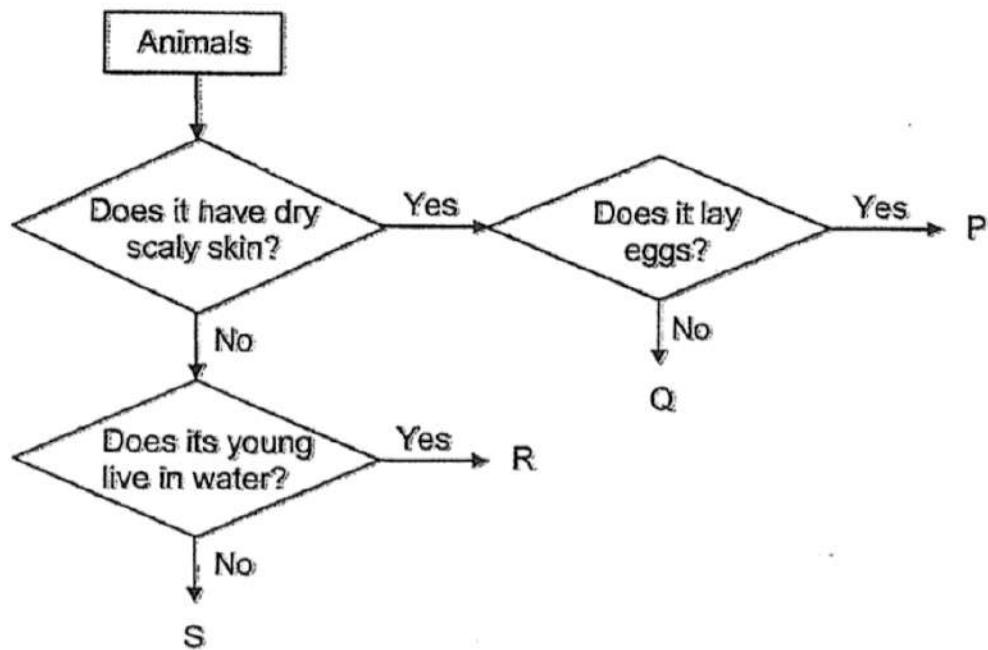 Animals
Does it have dry
scaly skin?
Yes
Does it lay
eggs?
Yes
P
No
No
Q
Does its young
live in water?
Yes
R
No
S